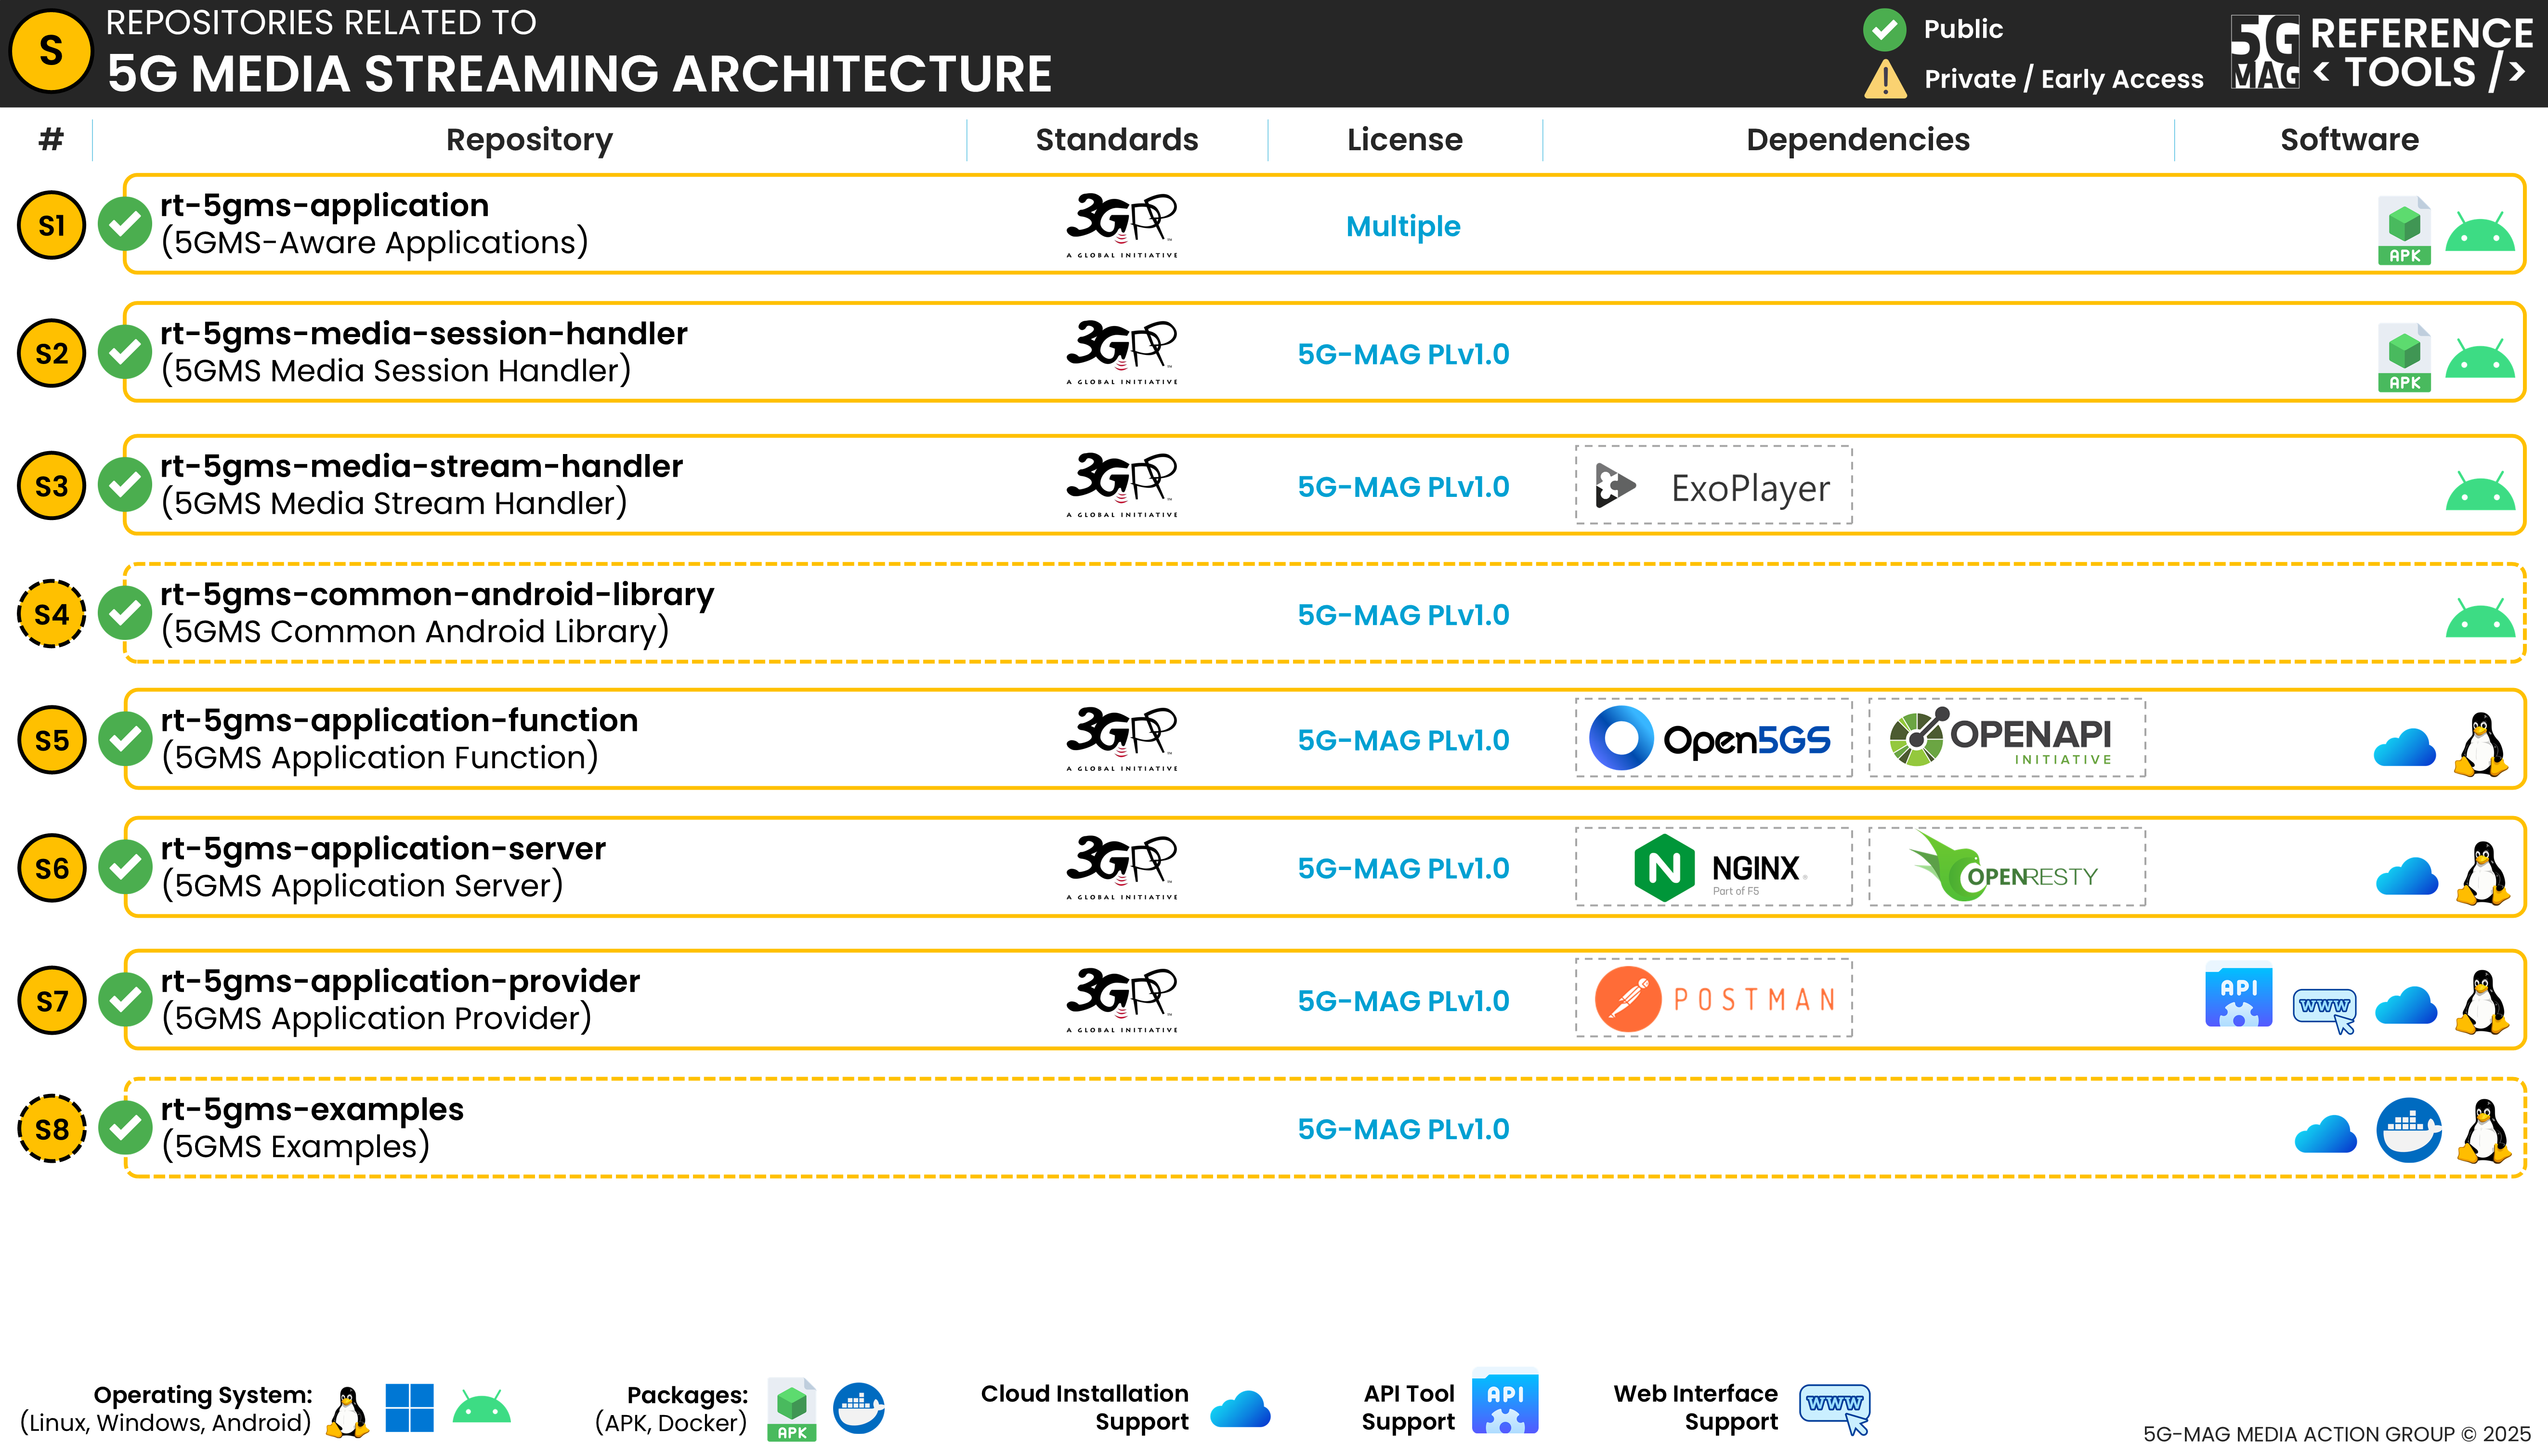 S
REPOSITORIES RELATED TO
5G MEDIA STREAMING ARCHITECTURE
Public
Private / Early Access
5G MAG
REFERENCE
< TOOLS />
# Repository Standards License Dependencies Software
S1
rt-5gms-application
(5GMS-Aware Applications)
3GPP
A GLOBAL INITIATIVE
Multiple
APK
S2
rt-5gms-media-session-handler
(5GMS Media Session Handler)
3GPP
A GLOBAL INITIATIVE
5G-MAG PLv1.0
APK
S3
rt-5gms-media-stream-handler
(5GMS Media Stream Handler)
3GPP
A GLOBAL INITIATIVE
5G-MAG PLv1.0
ExoPlayer
S4
rt-5gms-common-android-library
(5GMS Common Android Library)
5G-MAG PLv1.0
S5
rt-5gms-application-function
(5GMS Application Function)
3GPP
A GLOBAL INITIATIVE
5G-MAG PLv1.0
Open5GS
OPENAPI
INITIATIVE
S6
rt-5gms-application-server
(5GMS Application Server)
3GPP
A GLOBAL INITIATIVE
5G-MAG PLv1.0
N
NGINX
Part of F5
OPENRESTY
S7
rt-5gms-application-provider
(5GMS Application Provider)
3GPP
A GLOBAL INITIATIVE
5G-MAG PLv1.0
POSTMAN
API
www
S8
rt-5gms-examples
(5GMS Examples)
5G-MAG PLv1.0
Operating System:
(Linux, Windows, Android)
Packages:
(APK, Docker)
APK
Cloud Installation
Support
API Tool
Support
API
Web Interface
Support
www
5G-MAG MEDIA ACTION GROUP © 2025